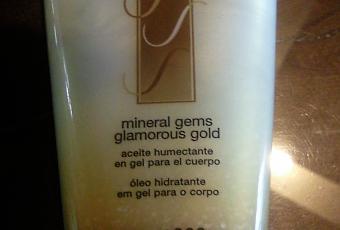 mineral gems
glamorous gold
aceite humectante
en gel para el cuerpo
óleo hidratante
em gel para o corpo